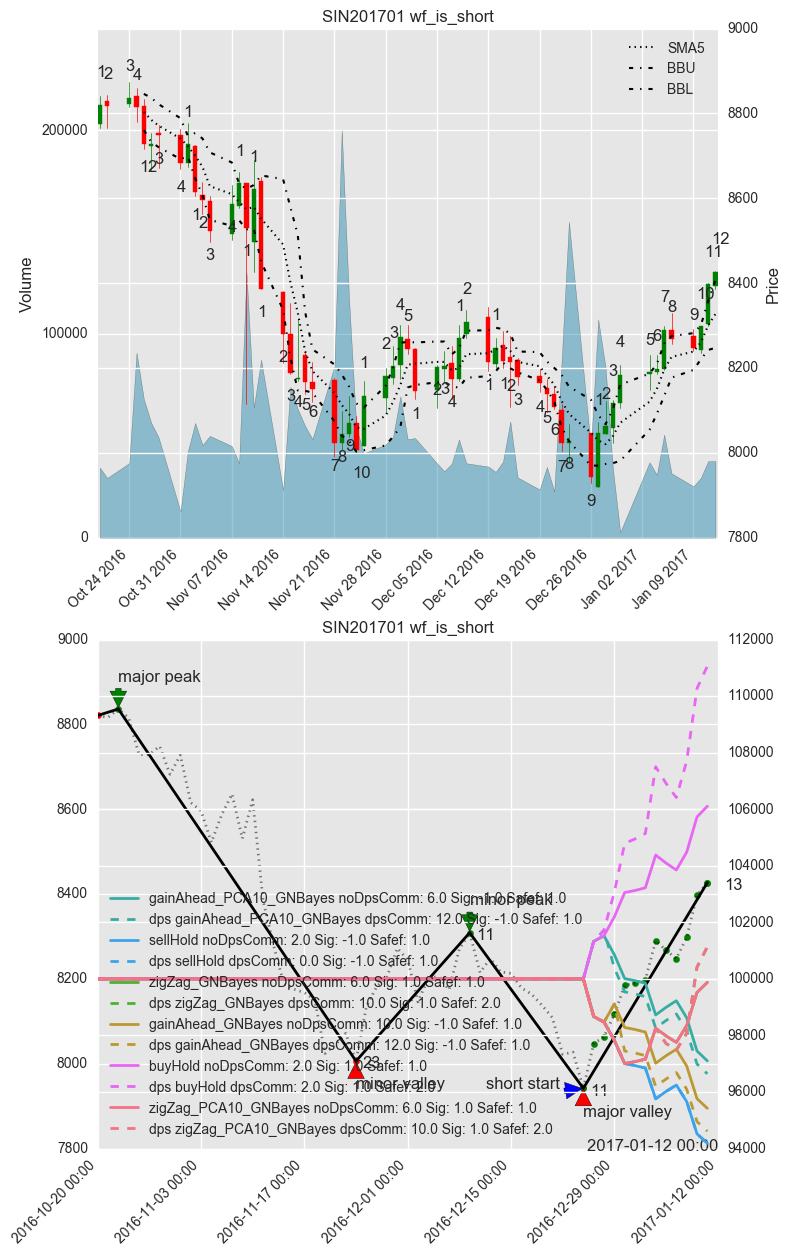 SIN201701 wf_is_short
9000
8800
8600
8400
8200
8000
7800
Price
200000
100000
0
Volume
SMA5
BBU
BBL
Oct 24 2016
Oct 31 2016
Nov 07 2016
Nov 14 2016
Nov 21 2016
Nov 28 2016
Dec 05 2016
Dec 12 2016
Dec 19 2016
Dec 26 2016
Jan 02 2017
Jan 09 2017
SIN201701 wf_is_short
9000
8800
8600
8400
8200
8000
7800
112000
110000
108000
106000
104000
102000
100000
98000
96000
94000
major peak
minor peak
11
13
23
minor valley
short start
11
major valley
2017-01-12 00:00
gainAhead_PCA10_GNBayes noDpsComm: 6.0 Sig: -1.0 Safef: 1.0
dps gainAhead_PCA10_GNBayes dpsComm: 12.0 Sig: -1.0 Safef: 1.0
sellHold noDpsComm: 2.0 Sig: -1.0 Safef: 1.0
dps sellHold dpsComm: 0.0 Sig: -1.0 Safef: 1.0
zigZag_GNBayes noDpsComm: 6.0 Sig: 1.0 Safef: 1.0
dps zigZag_GNBayes dpsComm: 10.0 Sig: 1.0 Safef: 2.0
gainAhead_GNBayes noDpsComm: 10.0 Sig: -1.0 Safef: 1.0
dps gainAhead_GNBayes dpsComm: 12.0 Sig: -1.0 Safef: 1.0
buyHold noDpsComm: 2.0 Sig: 1.0 Safef: 1.0
dps buyHold dpsComm: 2.0 Sig: 1.0 Safef: 2.0
zigZag_PCA10_GNBayes noDpsComm: 6.0 Sig: 1.0 Safef: 1.0
dps zigZag_PCA10_GNBayes dpsComm: 10.0 Sig: 1.0 Safef: 2.0
2016-10-20 00:00
2016-11-03 00:00
2016-11-17 00:00
2016-12-01 00:00
2016-12-15 00:00
2016-12-29 00:00
2017-01-12 00:00